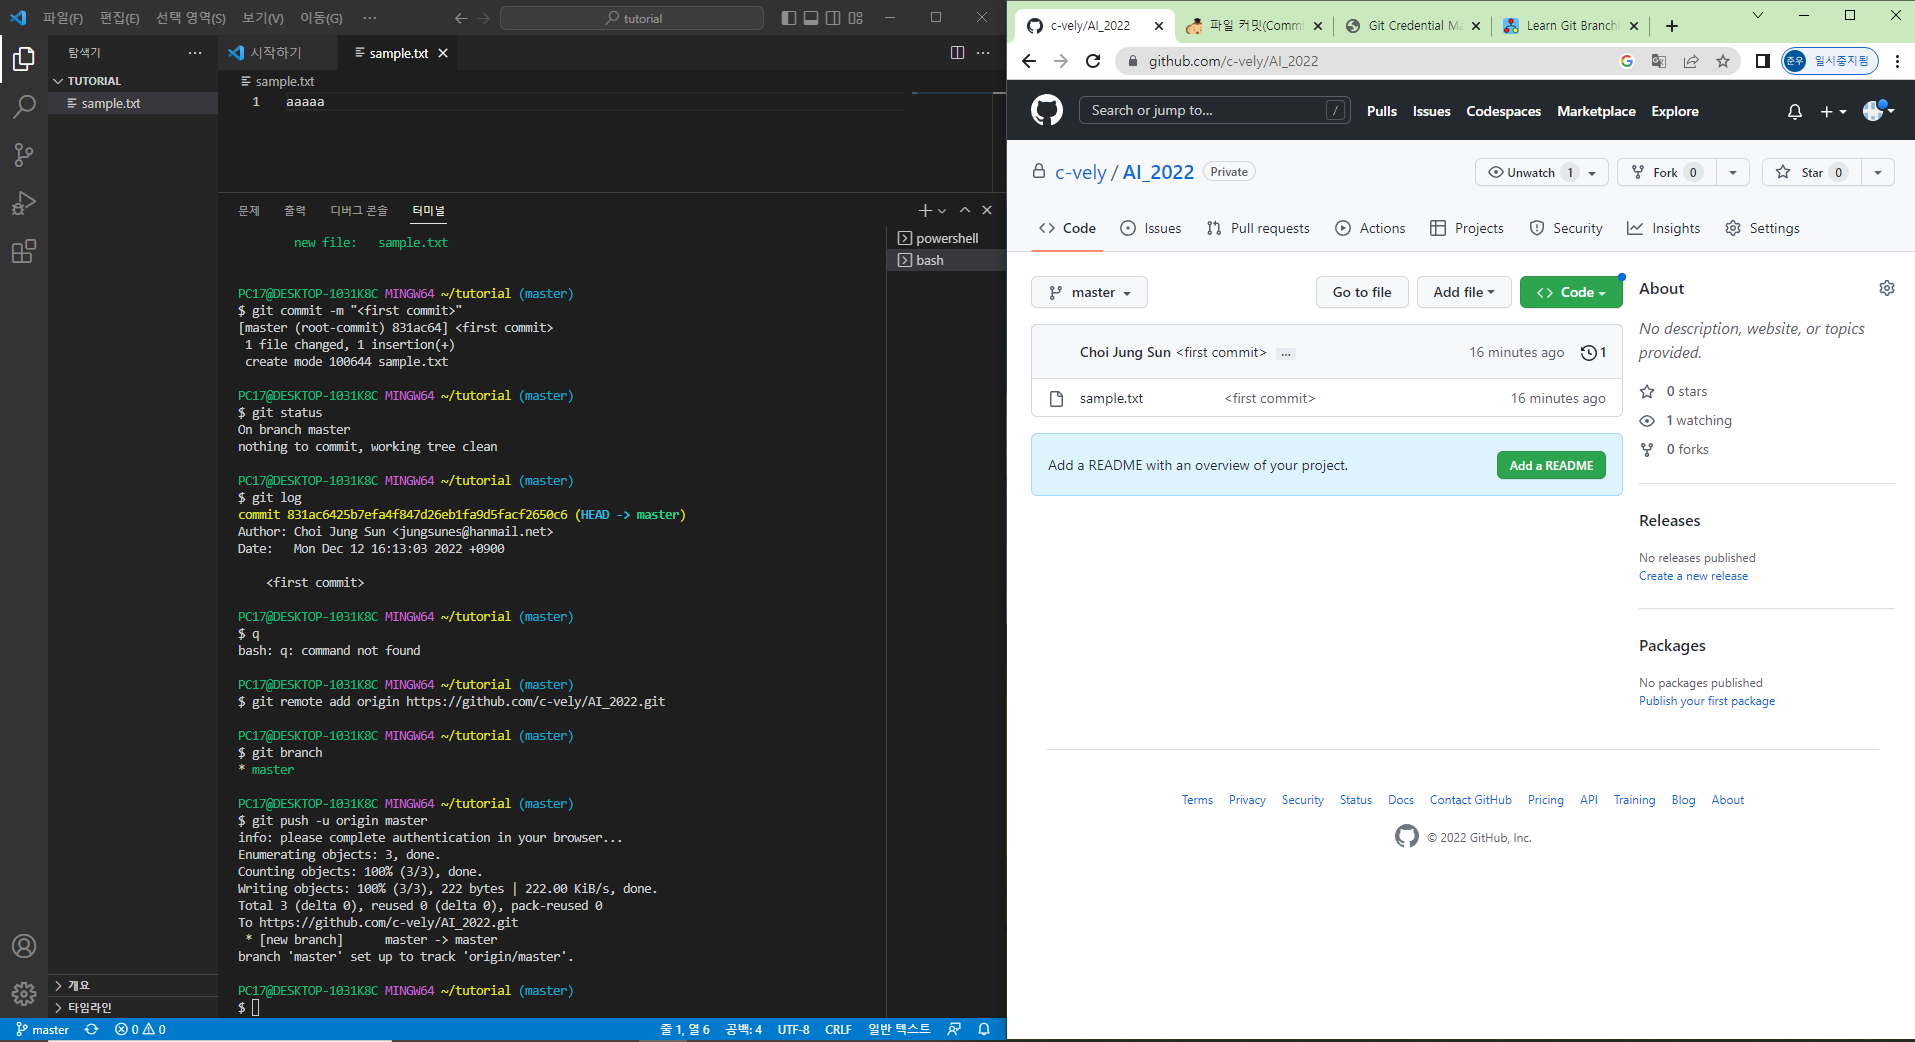 파일(F) 편집(E) 선택 영역(S) 보기(V) 이동(G) ··· tutorial
탐색기 ···
TUTORIAL
sample.txt
시작하기 sample.txt
sample.txt
1 aaaaa
문제 출력 디버그 콘솔 터미널
powershell
bash
new file: sample.txt
PC17@DESKTOP-1031K8C MINGW64 ~/tutorial (master)
$ git commit -m "<first commit>"
[master (root-commit) 831ac64] <first commit>
1 file changed, 1 insertion(+)
create mode 100644 sample.txt
PC17@DESKTOP-1031K8C MINGW64 ~/tutorial (master)
$ git status
On branch master
nothing to commit, working tree clean
PC17@DESKTOP-1031K8C MINGW64 ~/tutorial (master)
$ git log
commit 831ac6425b7efa4f847d26eb1fa9d5facf2650c6 (HEAD -> master)
Author: Choi Jung Sun <jungsunes@hanmail.net>
Date: Mon Dec 12 16:13:03 2022 +0900
<first commit>
PC17@DESKTOP-1031K8C MINGW64 ~/tutorial (master)
$ q
bash: q: command not found
PC17@DESKTOP-1031K8C MINGW64 ~/tutorial (master)
$ git remote add origin https://github.com/c-vely/AI_2022.git
PC17@DESKTOP-1031K8C MINGW64 ~/tutorial (master)
$ git branch
* master
PC17@DESKTOP-1031K8C MINGW64 ~/tutorial (master)
$ git push -u origin master
info: please complete authentication in your browser...
Enumerating objects: 3, done.
Counting objects: 100% (3/3), done.
Writing objects: 100% (3/3), 222 bytes | 222.00 KiB/s, done.
Total 3 (delta 0), reused 0 (delta 0), pack-reused 0
To https://github.com/c-vely/AI_2022.git
* [new branch] master -> master
branch 'master' set up to track 'origin/master'.
PC17@DESKTOP-1031K8C MINGW64 ~/tutorial (master)
$
개요
타임라인
master 0 0 줄 1, 열 6 공백: 4 UTF-8 CRLF 일반 텍스트
c-vely/AI_2022 파일 커밋(Comm Git Credential Ma Learn Git Branchi
github.com/c-vely/AI_2022 준우 일시중지됨
Search or jump to... / Pulls Issues Codespaces Marketplace Explore
c-vely / AI_2022 Private Unwatch 1 Fork 0 Star 0
Code Issues Pull requests Actions Projects Security Insights Settings
master Go to file Add file Code
Choi Jung Sun <first commit> ... 16 minutes ago 1
sample.txt <first commit> 16 minutes ago
Add a README with an overview of your project. Add a README
About
No description, website, or topics
provided.
0 stars
1 watching
0 forks
Releases
No releases published
Create a new release
Packages
No packages published
Publish your first package
Terms Privacy Security Status Docs Contact GitHub Pricing API Training Blog About
© 2022 GitHub, Inc.